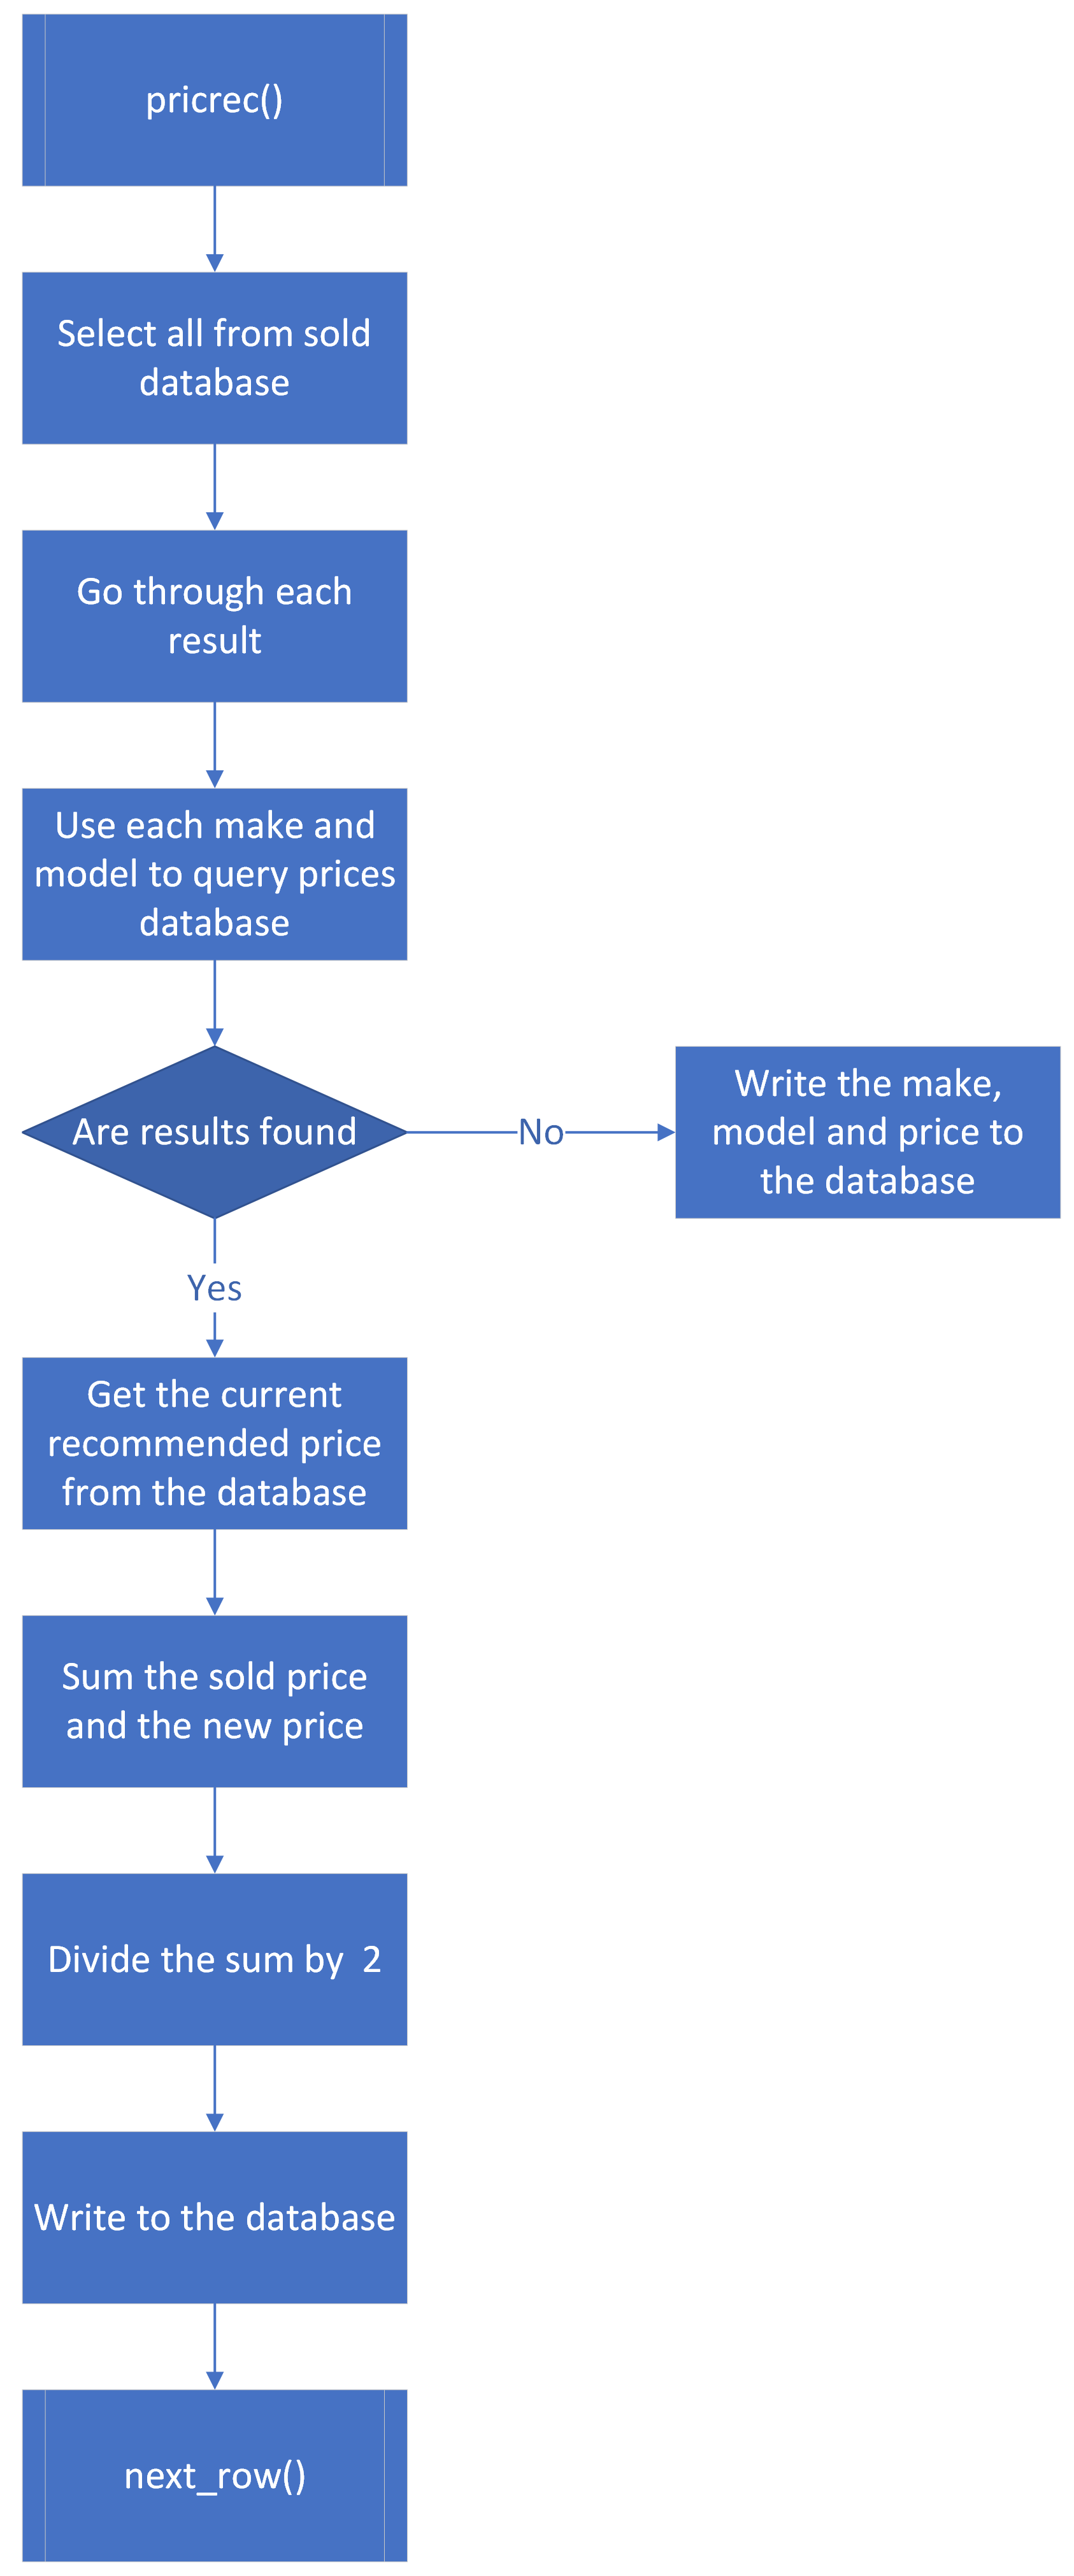 pricrec()
Select all from sold
database
Go through each
result
Use each make and
model to query prices
database
Are results found
No
Write the make,
model and price to
the database
Yes
Get the current
recommended price
from the database
Sum the sold price
and the new price
Divide the sum by  2
Write to the database
next_row()